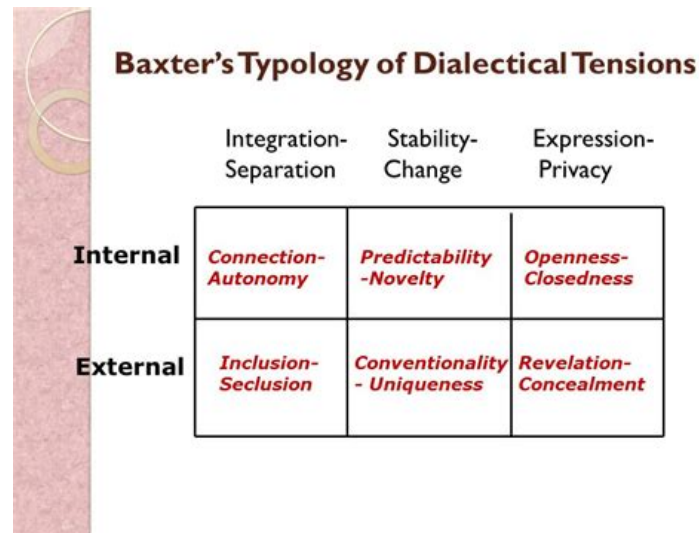 Baxter's Typology of Dialectical Tensions
Integration- Stability- Expression-
Separation Change Privacy
Internal
Connection- Predictability Openness-
Autonomy -Novelty Closedness
External
Inclusion- Conventionality Revelation-
Seclusion - Uniqueness Concealment